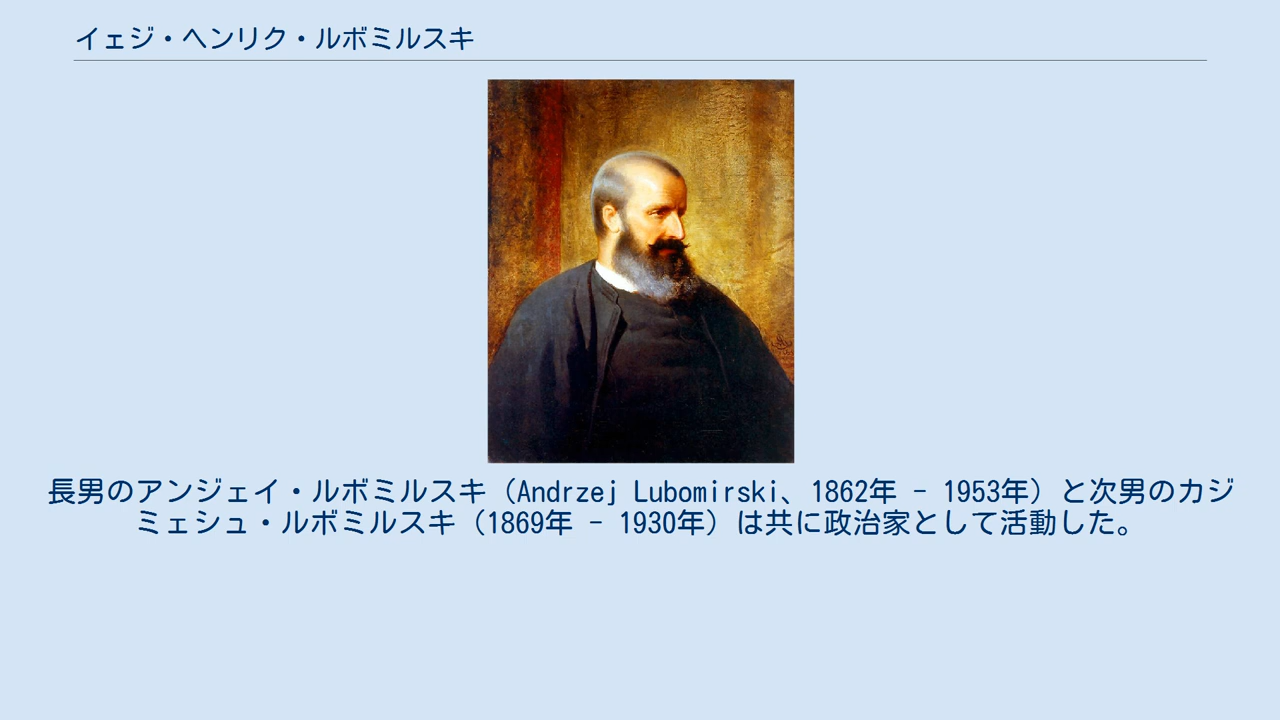 イェジ・ヘンリク・ルボミルスキ
長男のアンジェイ・ルボミルスキ（Andrzej Lubomirski、1862年 - 1953年）と次男のカジ
ミェシュ・ルボミルスキ（1869年 - 1930年）は共に政治家として活動した。